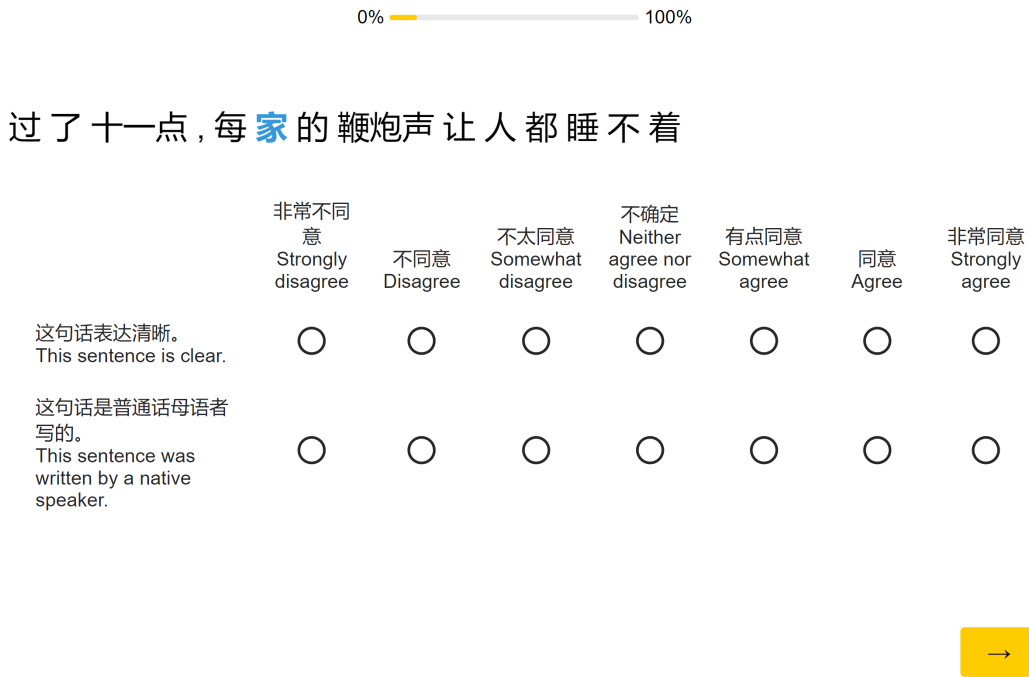 0% 100%
过 了 十一点 , 每 家 的 鞭炮声 让 人 都 睡 不 着
非常不同
意
Strongly
disagree
不同意
Disagree
不太同意
Somewhat
disagree
不确定
Neither
agree nor
disagree
有点同意
Somewhat
agree
同意
Agree
非常同意
Strongly
agree
这句话表达清晰。
This sentence is clear.
这句话是普通话母语者
写的。
This sentence was
written by a native
speaker.
→